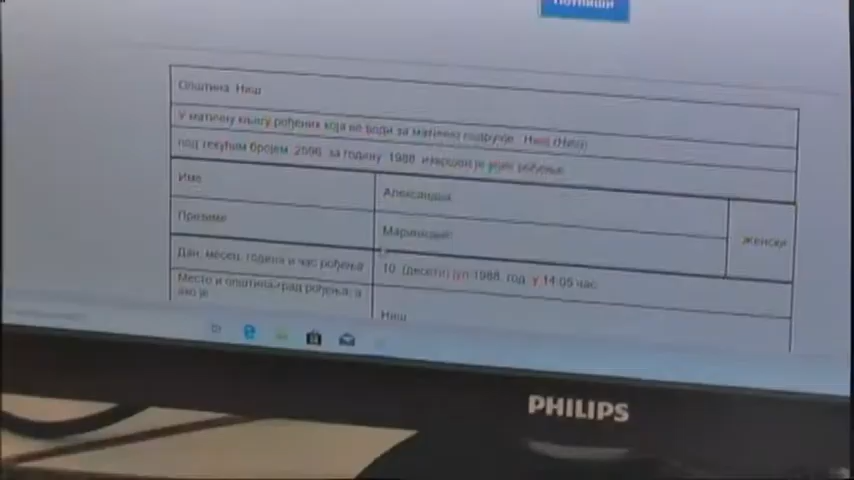 Потпиши
Општина Ниш
У матичну књигу рођених која се води за матично подручје Ниш (Ниш)
под текућим бројем за годину 1988 извршен је упис рођења
Име
Александра
женски
Презиме
Дан, месец, година и час рођења
10. (десети) јул 1988. год. у 14:05 час.
Место и општина/град рођења, а
ако је
Ниш
PHILIPS